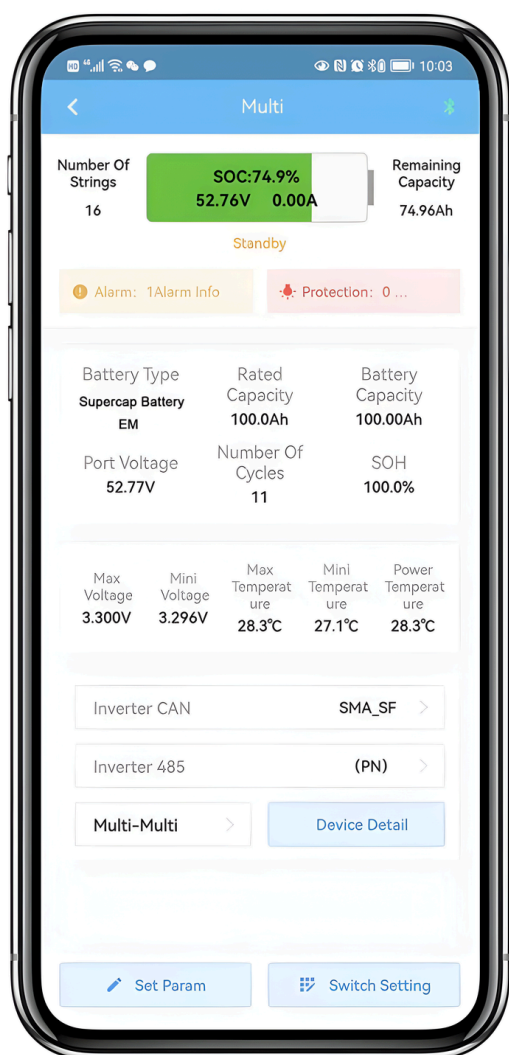 HD 4G 10:03
Multi
Number Of
Strings
16
SOC:74.9%
52.76V 0.00A
Remaining
Capacity
74.96Ah
Standby
Alarm: 1Alarm Info
Protection: 0 ...
Battery Type
Supercap Battery
EM
Rated
Capacity
100.0Ah
Battery
Capacity
100.00Ah
Port Voltage
52.77V
Number Of
Cycles
11
SOH
100.0%
Max
Voltage
3.300V
Mini
Voltage
3.296V
Max
Temperat
ure
28.3℃
Mini
Temperat
ure
27.1℃
Power
Temperat
ure
28.3℃
Inverter CAN SMA_SF
Inverter 485 (PN)
Multi-Multi
Device Detail
Set Param
Switch Setting